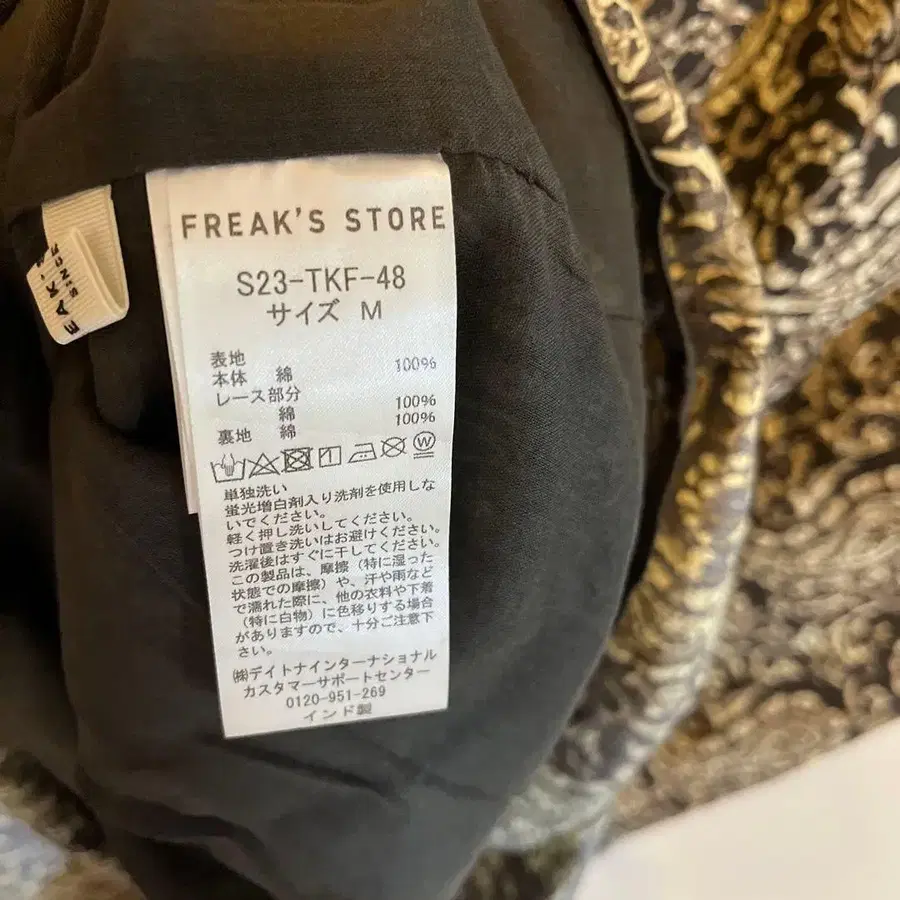 FREAK'S STORE
S23-TKF-48
サイズ M
表地
本体 綿 100%
レース部分
綿 100%
裏地 綿 100%
W
単独洗い
蛍光増白剤入り洗剤を使用しな
いでください。
軽く押し洗いしてください。
つけ置き洗いはお避けください。
洗濯後はすぐに干してください。
この製品は、摩擦(特に湿った
状態での摩擦)や、汗や雨など
で濡れた際に、他の衣料や下着
(特に白物)に色移りする場合
がありますので、十分ご注意下
さい。
㈱デイトナインターナショナル
カスタマーサポートセンター
0120-951-269
インド製
EAK'S
SINCE